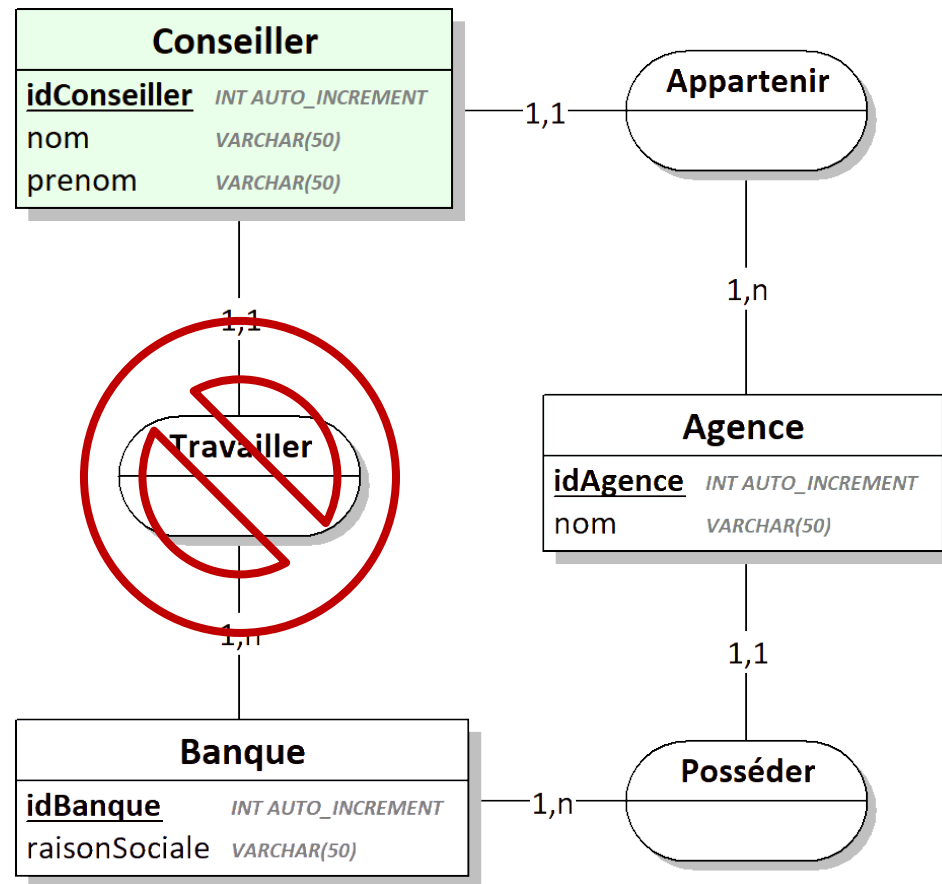 Conseiller
idConseiller INT AUTO_INCREMENT
nom VARCHAR(50)
prenom VARCHAR(50)
1,1
Appartenir
1,n
Agence
idAgence INT AUTO_INCREMENT
nom VARCHAR(50)
1,1
Posséder
1,n
1,1
Travailler
1,n
Banque
idBanque INT AUTO_INCREMENT
raisonSociale VARCHAR(50)